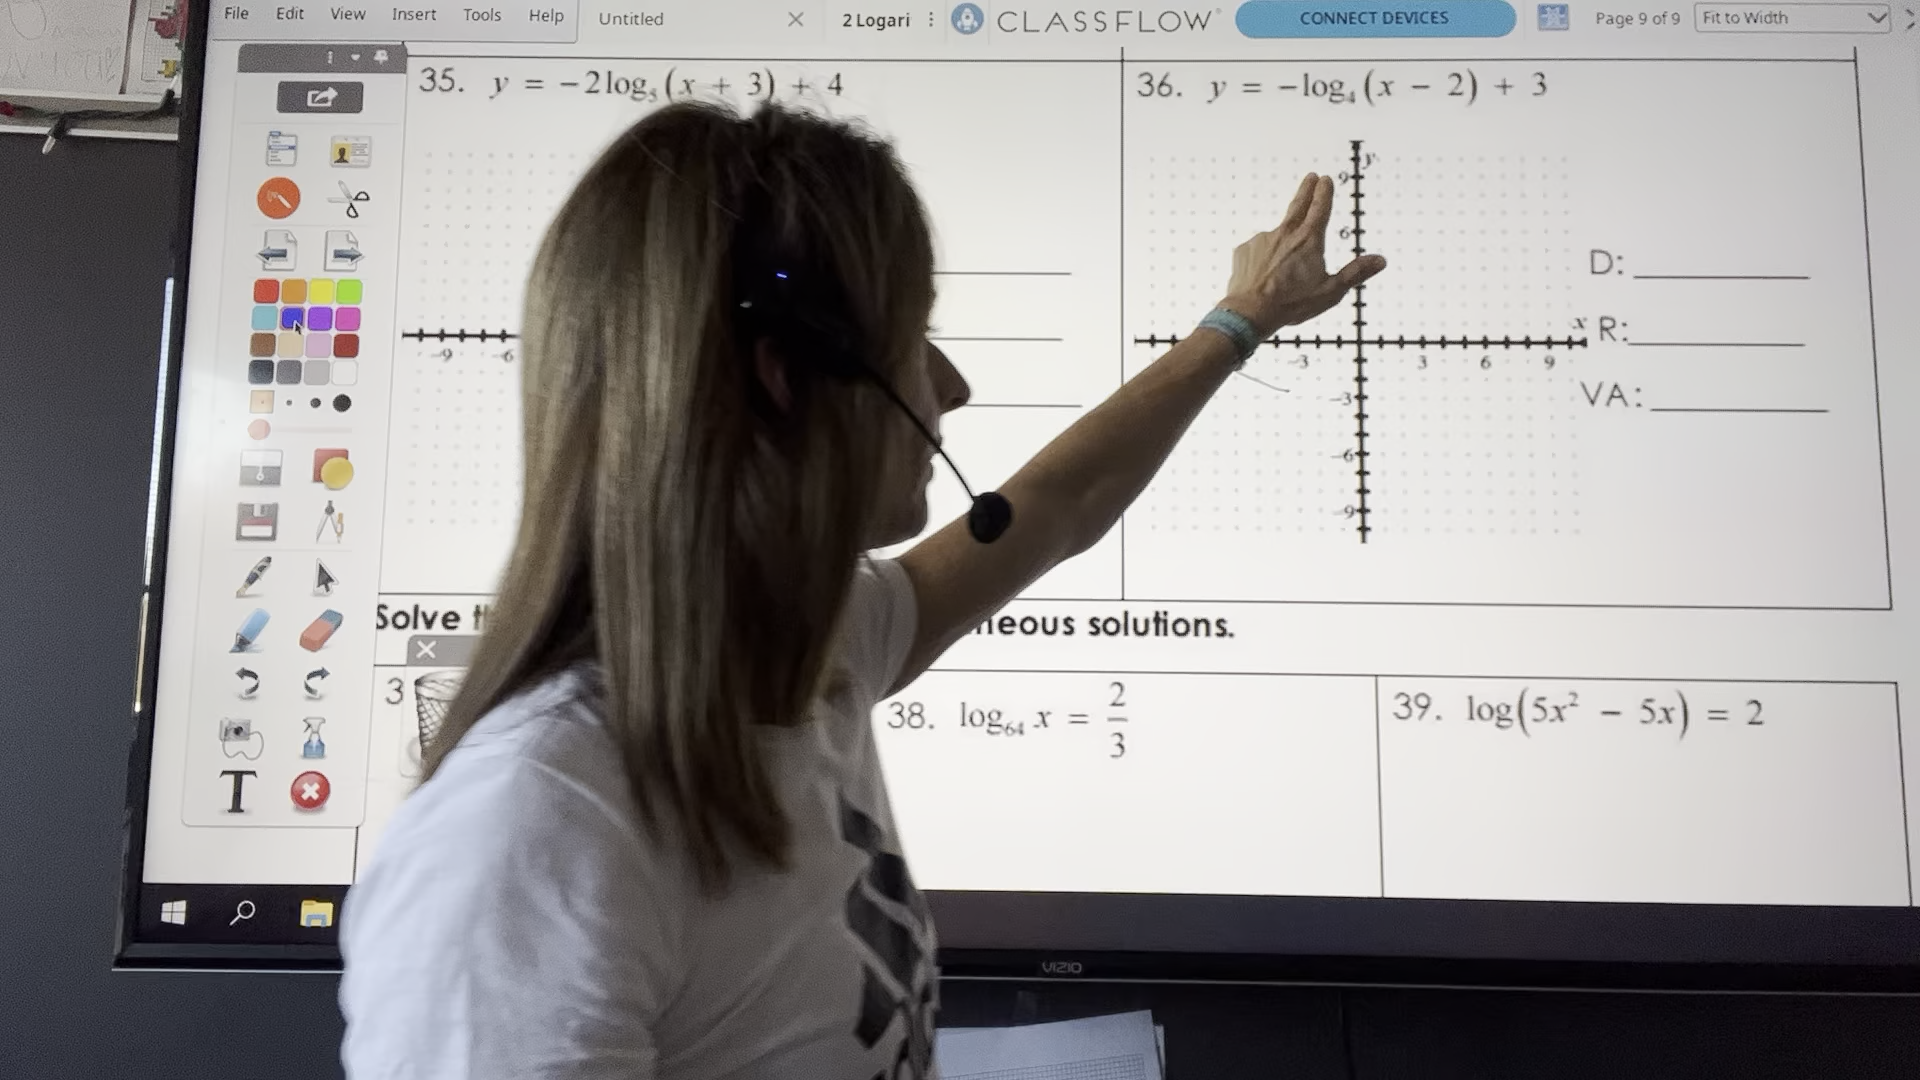 File Edit View Insert Tools Help Untitled 2 Logari CLASSFLOW CONNECT DEVICES Page 9 of 9 Fit to Width
35. y = -2log₅(x + 3) + 4
36. y = -log₄(x - 2) + 3
y
9
6
-3
3
6
9
x
-3
-6
-9
-9
-6
D:
R:
VA:
Solve neous solutions.
3
38. log₆₄ x = 2/3
39. log(5x² - 5x) = 2
T
VIZIO